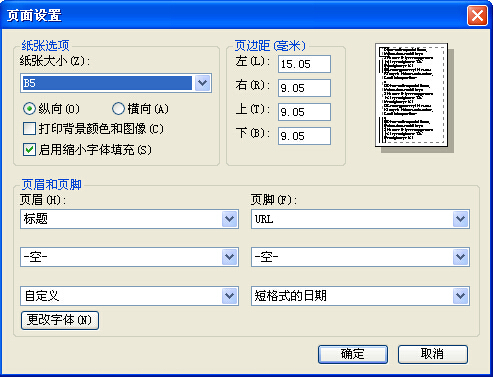 页面设置
纸张选项
纸张大小(Z):
B5
纵向(O) 横向(A)
打印背景颜色和图像(C)
启用缩小字体填充(S)
页边距(毫米)
左(L): 15.05
右(R): 9.05
上(T): 9.05
下(B): 9.05
页眉和页脚
页眉(H): 页脚(F):
标题 URL
-空- -空-
自定义 短格式的日期
更改字体(N)
确定 取消